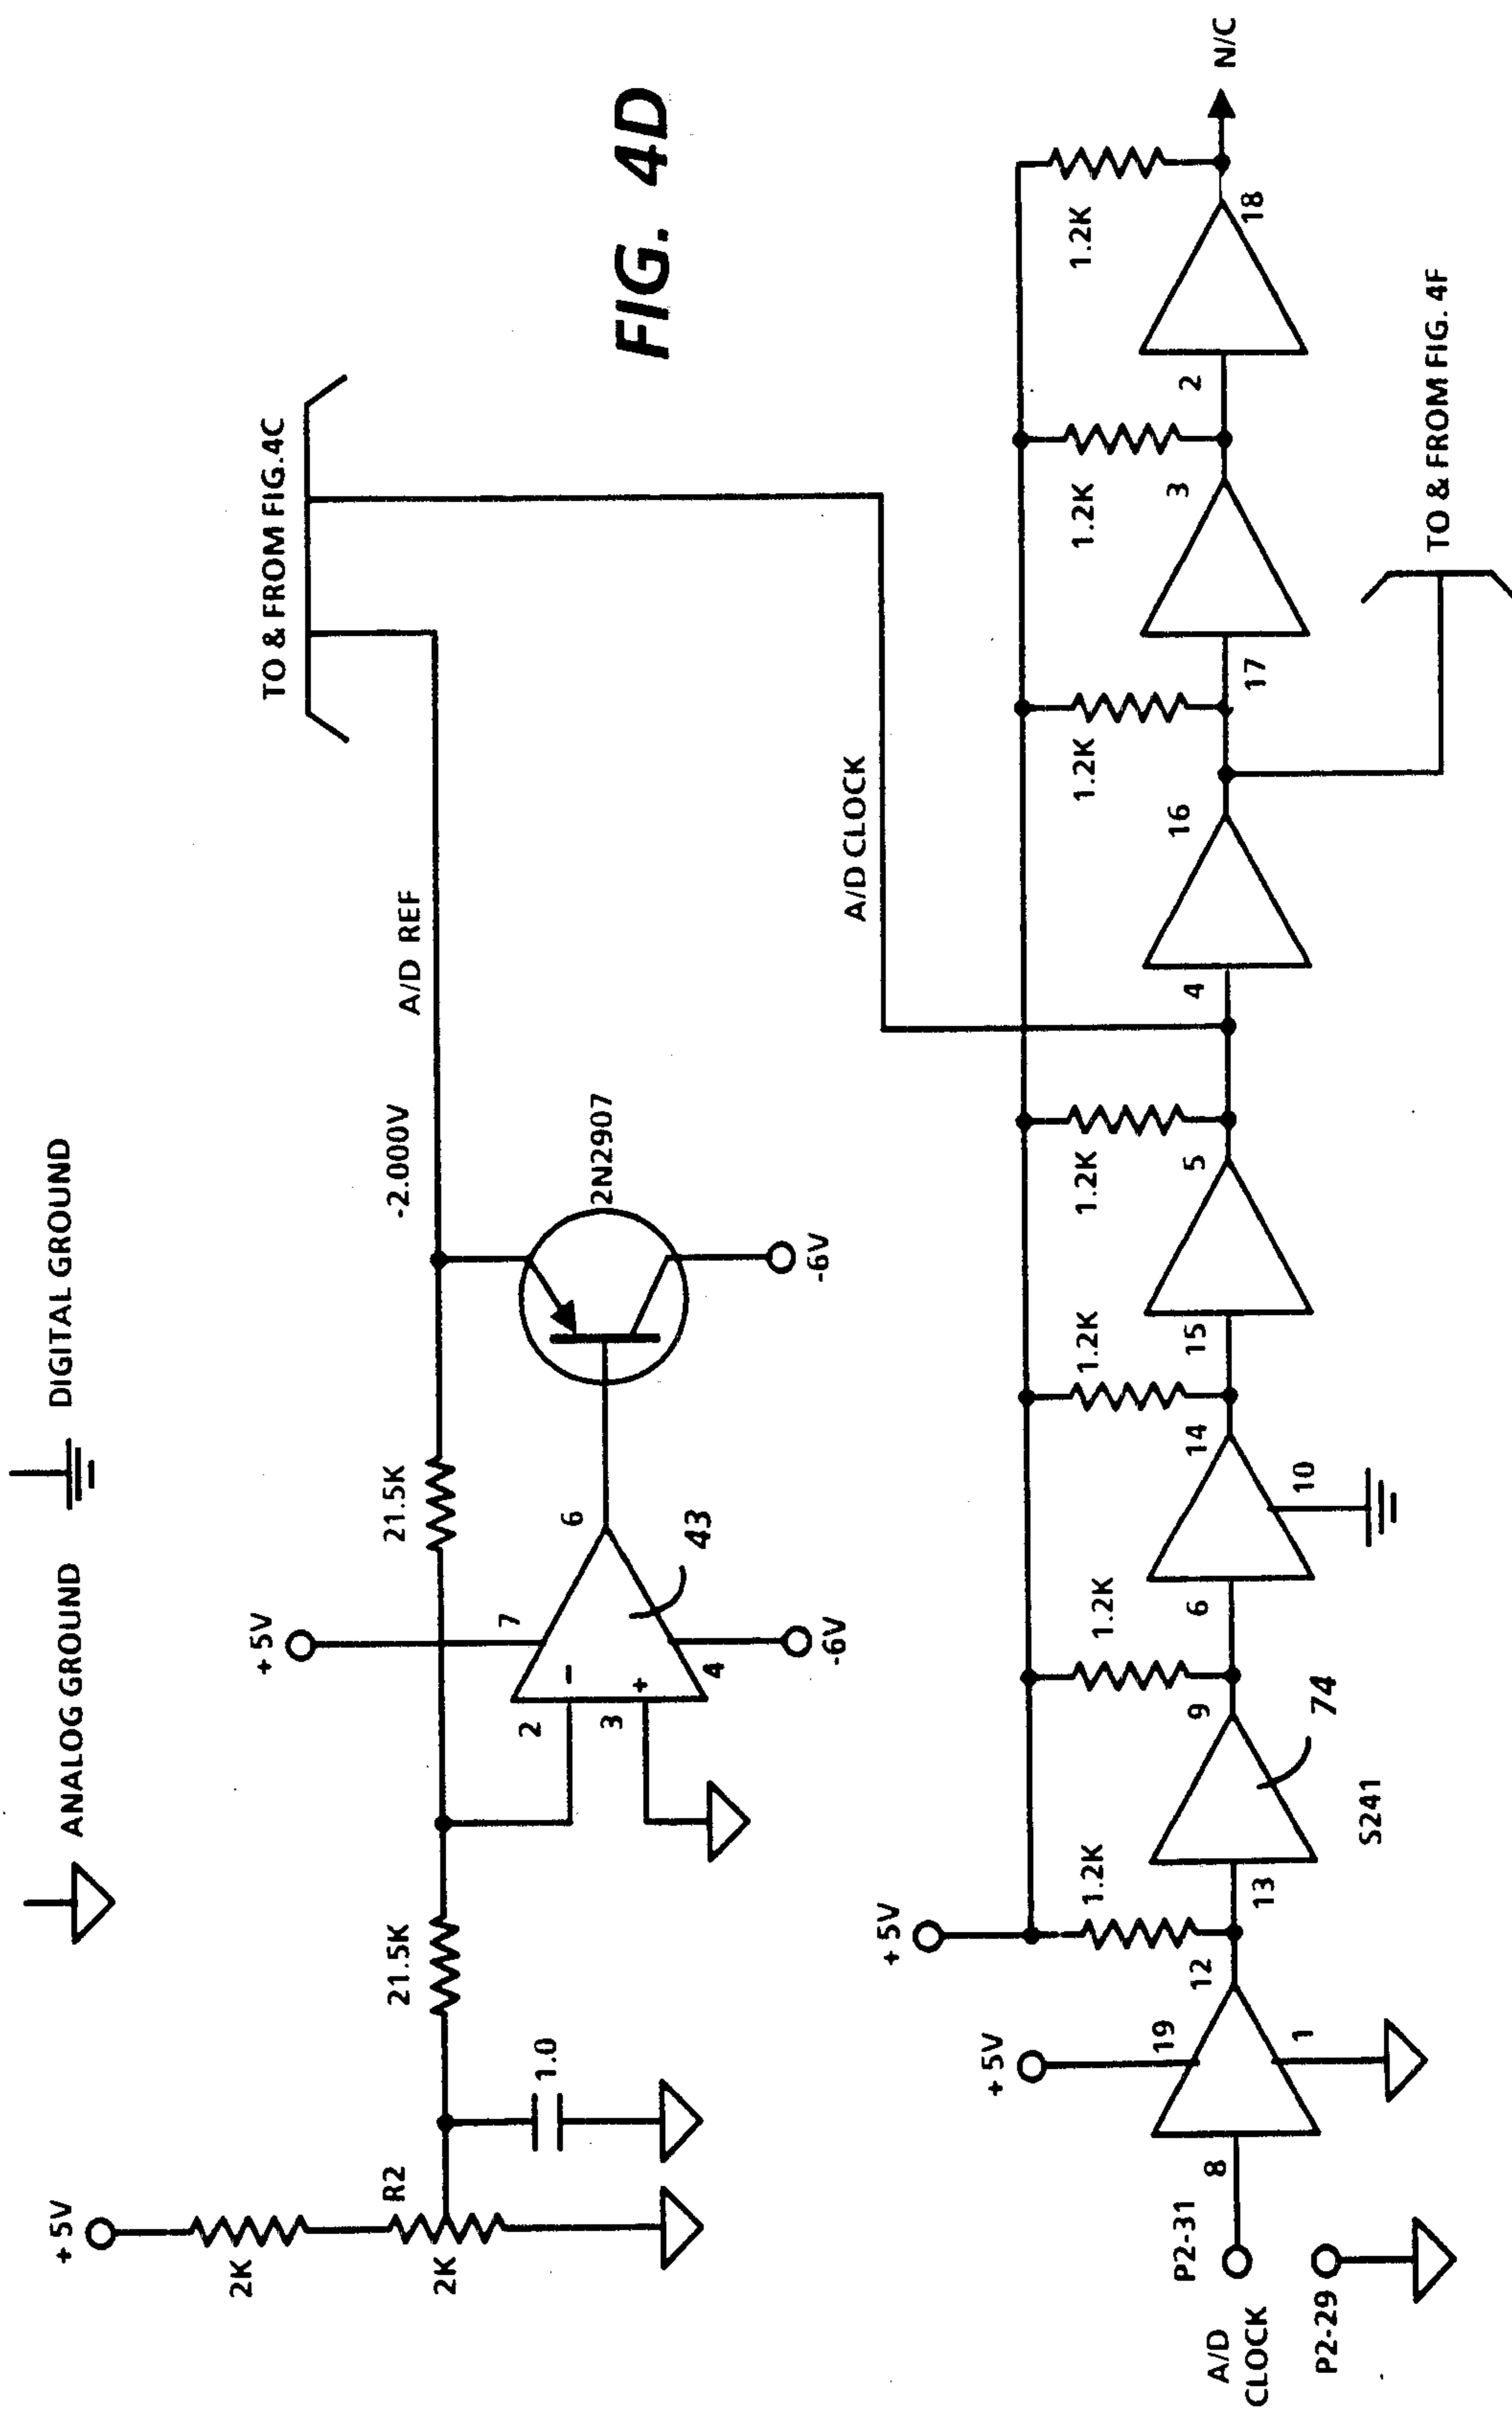 ANALOG GROUND
DIGITAL GROUND
TO & FROM FIG.4C
+5V
2K
R2
2K
1.0
21.5K
+5V
21.5K
-2.000V
A/D REF
2
3
-
+
7
4
6
43
-6V
2N2907
-6V
FIG. 4D
A/D CLOCK
+5V
+5V
1.2K
1.2K
1.2K
1.2K
1.2K
1.2K
1.2K
A/D
CLOCK
P2-31
P2-29
8
19
1
12
13
9
74
S241
6
14
10
15
5
4
16
17
3
2
18
N/C
TO & FROM FIG. 4F